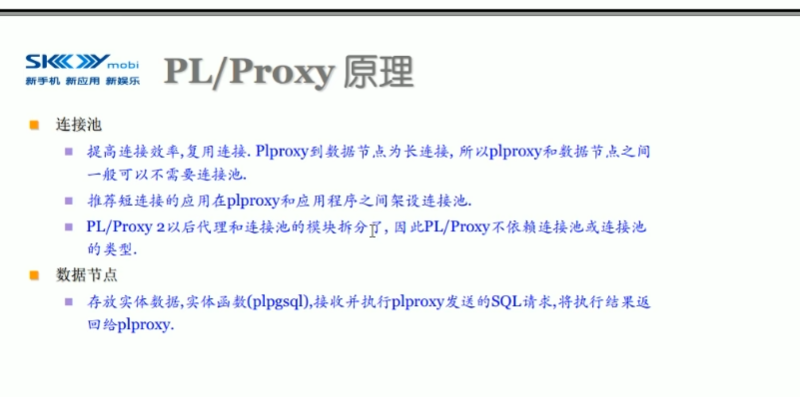 SKYmobi
新手机 新应用 新娱乐
PL/Proxy 原理
连接池
提高连接效率,复用连接. Plproxy到数据节点为长连接, 所以plproxy和数据节点之间
一般可以不需要连接池.
推荐短连接的应用在plproxy和应用程序之间架设连接池.
PL/Proxy 2以后代理和连接池的模块拆分了, 因此PL/Proxy不依赖连接池或连接池
的类型.
数据节点
存放实体数据,实体函数(plpgsql),接收并执行plproxy发送的SQL请求,将执行结果返
回给plproxy.